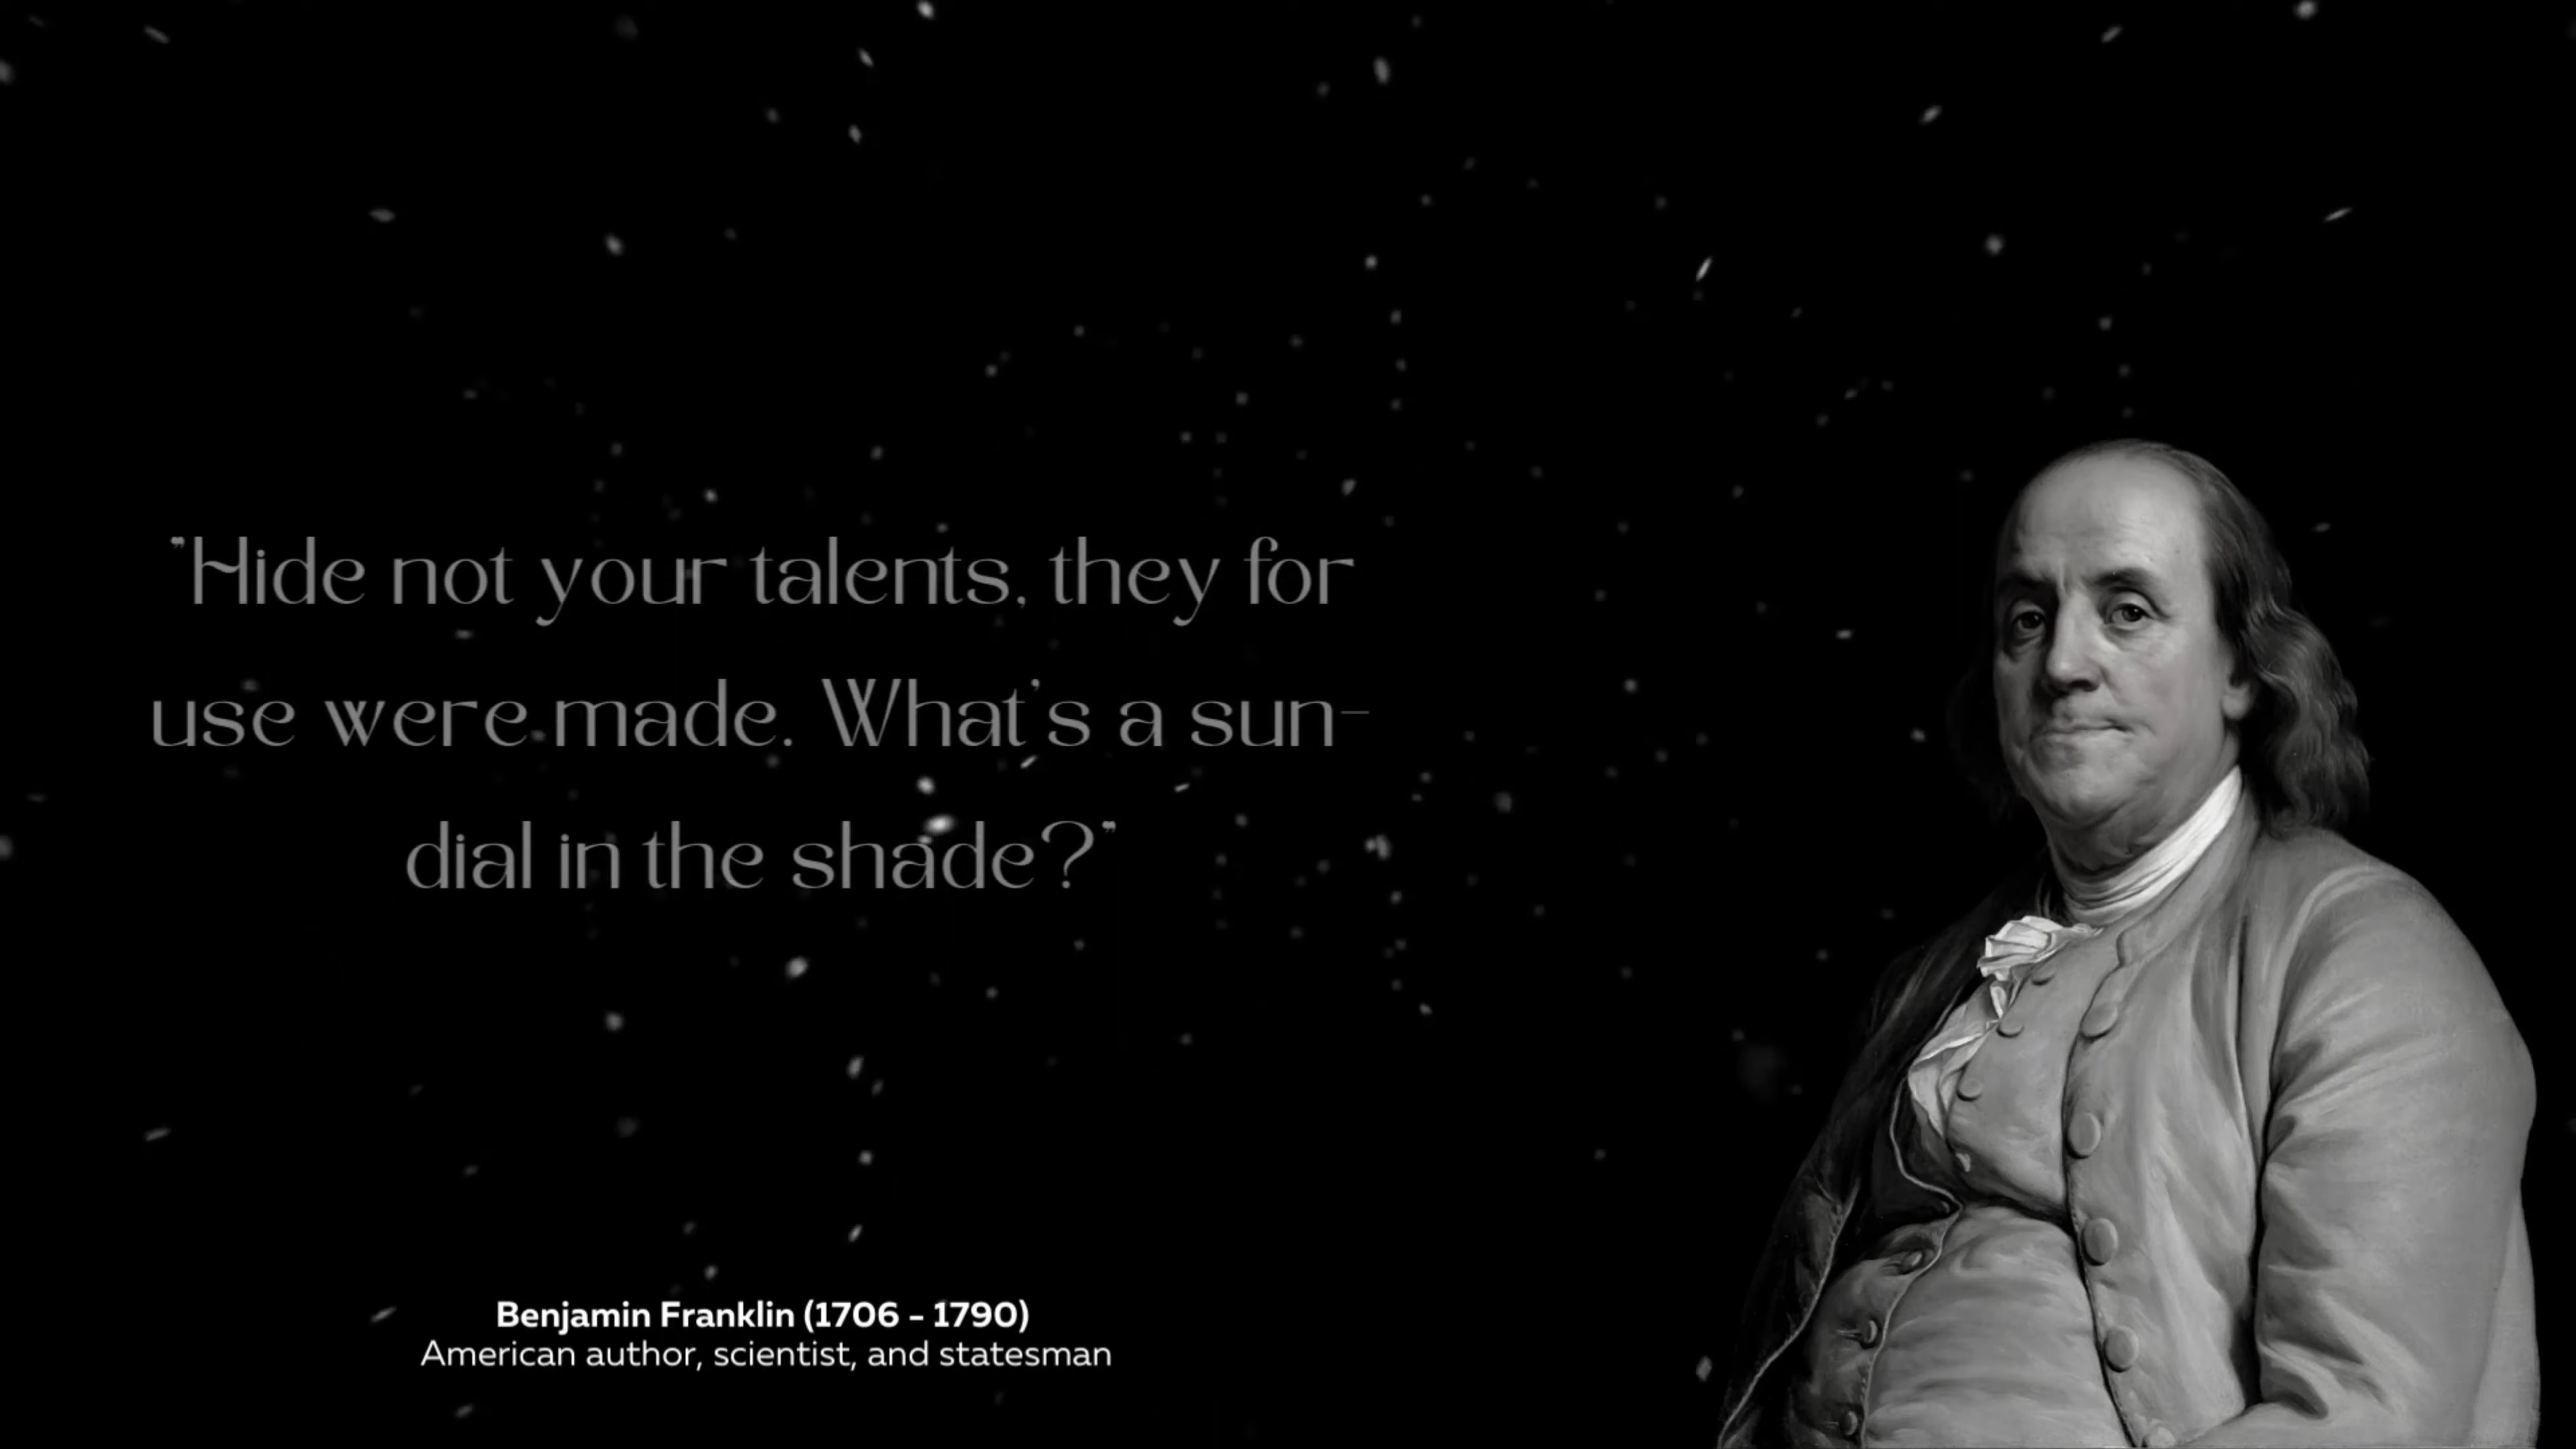 "Hide not your talents, they for
use were made. What's a sun-
dial in the shade?"
Benjamin Franklin (1706 - 1790)
American author, scientist, and statesman